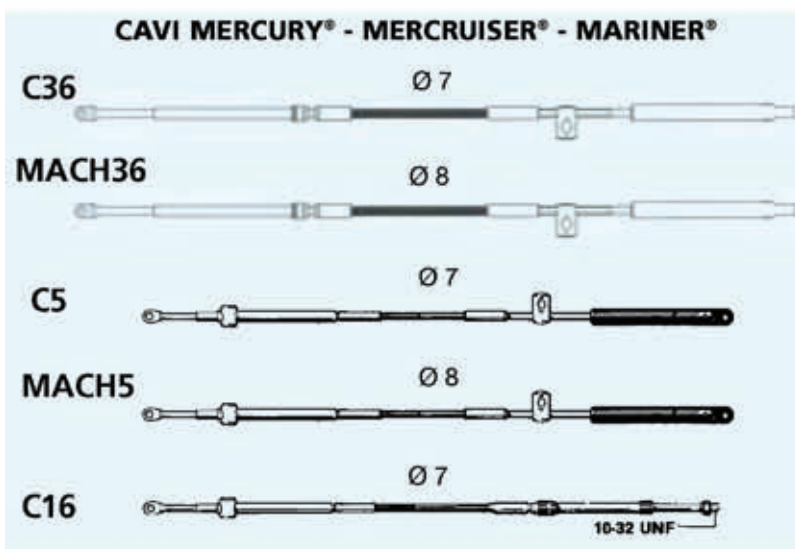 CAVI MERCURY® - MERCRUISER® - MARINER®
C36
Ø 7
MACH36
Ø 8
C5
Ø 7
MACH5
Ø 8
C16
Ø 7
10-32 UNF